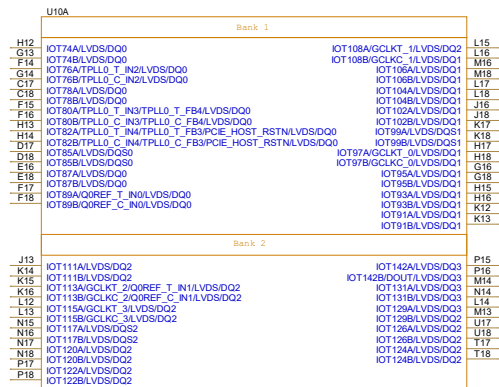 U10A
Bank 1
H12 IOT74A/LVDS/DQ0 IOT108A/GCLKT_1/LVDS/DQ2 L15
G13 IOT74B/LVDS/DQ0 IOT108B/GCLKC_1/LVDS/DQ1 L16
F14 IOT76A/TPLL0_T_IN2/LVDS/DQ0 IOT106A/LVDS/DQ1 M16
G14 IOT76B/TPLL0_C_IN2/LVDS/DQ0 IOT106B/LVDS/DQ1 M18
C17 IOT78A/LVDS/DQ0 IOT104A/LVDS/DQ1 L17
C18 IOT78B/LVDS/DQ0 IOT104B/LVDS/DQ1 L18
F15 IOT80A/TPLL0_T_IN3/TPLL0_T_FB4/LVDS/DQ0 IOT102A/LVDS/DQ1 J16
F16 IOT80B/TPLL0_C_IN3/TPLL0_C_FB4/LVDS/DQ0 IOT102B/LVDS/DQ1 J18
H13 IOT82A/TPLL0_T_IN4/TPLL0_T_FB3/PCIE_HOST_RSTN/LVDS/DQ0 IOT99A/LVDS/DQS1 K17
H14 IOT82B/TPLL0_C_IN4/TPLL0_C_FB3/PCIE_HOST_RSTN/LVDS/DQ0 IOT99B/LVDS/DQS1 K18
D17 IOT85A/LVDS/DQS0 IOT97A/GCLKT_0/LVDS/DQ1 H17
D18 IOT85B/LVDS/DQS0 IOT97B/GCLKC_0/LVDS/DQ1 H18
E16 IOT87A/LVDS/DQ0 IOT95A/LVDS/DQ1 G16
E18 IOT87B/LVDS/DQ0 IOT95B/LVDS/DQ1 G18
F17 IOT89A/Q0REF_T_IN0/LVDS/DQ0 IOT93A/LVDS/DQ1 H15
F18 IOT89B/Q0REF_C_IN0/LVDS/DQ0 IOT93B/LVDS/DQ1 H16
IOT91A/LVDS/DQ1 K12
IOT91B/LVDS/DQ1 K13
Bank 2
J13 IOT111A/LVDS/DQ2 IOT142A/LVDS/DQ3 P15
K14 IOT111B/LVDS/DQ2 IOT142B/DOUT/LVDS/DQ3 P16
K15 IOT113A/GCLKT_2/Q0REF_T_IN1/LVDS/DQ2 IOT131A/LVDS/DQ3 M14
K16 IOT113B/GCLKC_2/Q0REF_C_IN1/LVDS/DQ2 IOT131B/LVDS/DQ3 N14
L12 IOT115A/GCLKT_3/LVDS/DQ2 IOT129A/LVDS/DQ3 L14
L13 IOT115B/GCLKC_3/LVDS/DQ2 IOT129B/LVDS/DQ2 M13
N15 IOT117A/LVDS/DQS2 IOT126A/LVDS/DQ2 U17
N16 IOT117B/LVDS/DQS2 IOT126B/LVDS/DQ2 U18
N17 IOT120A/LVDS/DQ2 IOT124A/LVDS/DQ2 T17
N18 IOT120B/LVDS/DQ2 IOT124B/LVDS/DQ2 T18
P17 IOT122A/LVDS/DQ2
P18 IOT122B/LVDS/DQ2